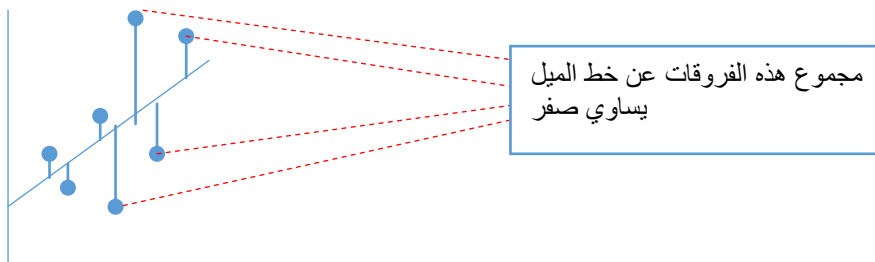 مجموع هذه الفروقات عن خط الميل
يساوي صفر